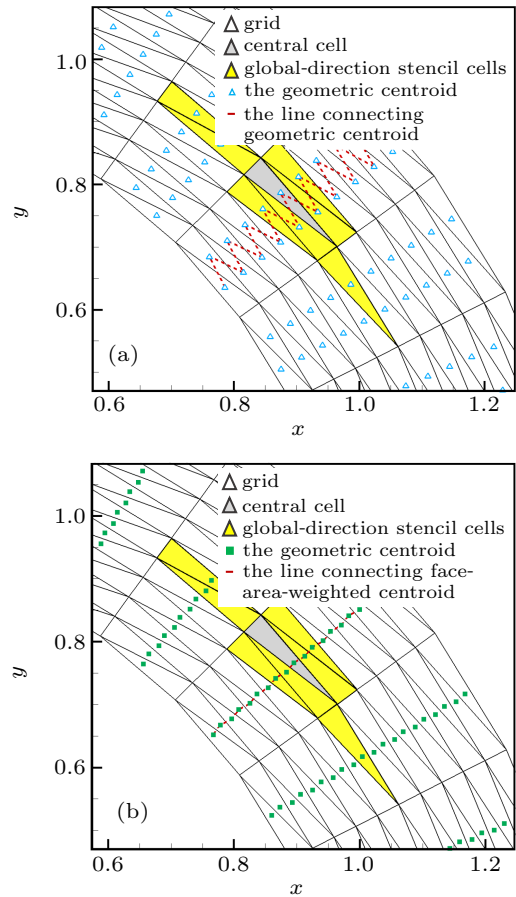 grid
central cell
global-direction stencil cells
the geometric centroid
the line connecting
geometric centroid
1.0
0.8
0.6
y
(a)
0.6 0.8 1.0 1.2
x
grid
central cell
global-direction stencil cells
the geometric centroid
the line connecting face-
area-weighted centroid
1.0
0.8
0.6
y
(b)
0.6 0.8 1.0 1.2
x